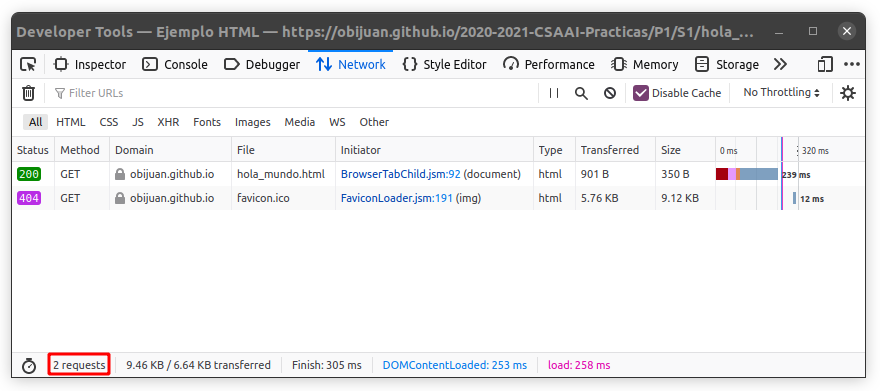 Developer Tools — Ejemplo HTML — https://obijuan.github.io/2020-2021-CSAAI-Practicas/P1/S1/hola_…
Inspector Console Debugger Network Style Editor Performance Memory Storage
Filter URLs Disable Cache No Throttling
All HTML CSS JS XHR Fonts Images Media WS Other
Status Method Domain File Initiator Type Transferred Size 0 ms 320 ms
200 GET obijuan.github.io hola_mundo.html BrowserTabChild.jsm:92 (document) html 901 B 350 B 239 ms
404 GET obijuan.github.io favicon.ico FaviconLoader.jsm:191 (img) html 5.76 KB 9.12 KB 12 ms
2 requests 9.46 KB / 6.64 KB transferred Finish: 305 ms DOMContentLoaded: 253 ms load: 258 ms